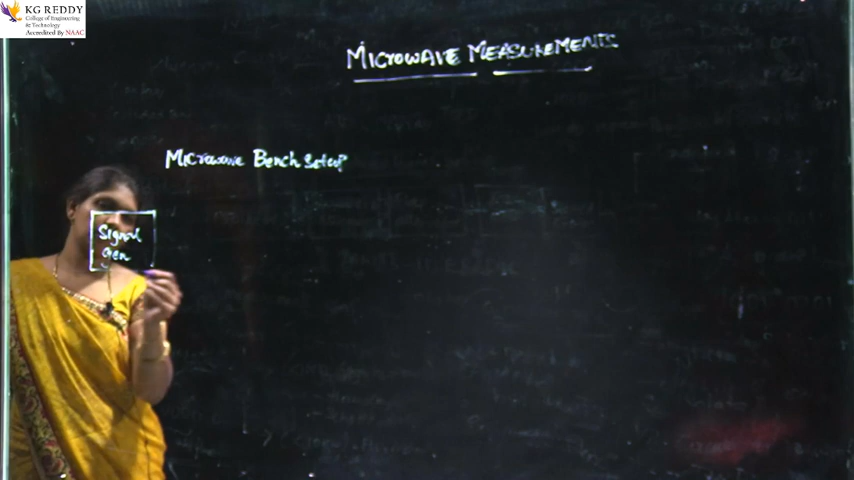 KG REDDY
College of Engineering
& Technology
Accredited By NAAC
MICROWAVE MEASUREMENTS
Microwave Bench Setup
Signal
gen